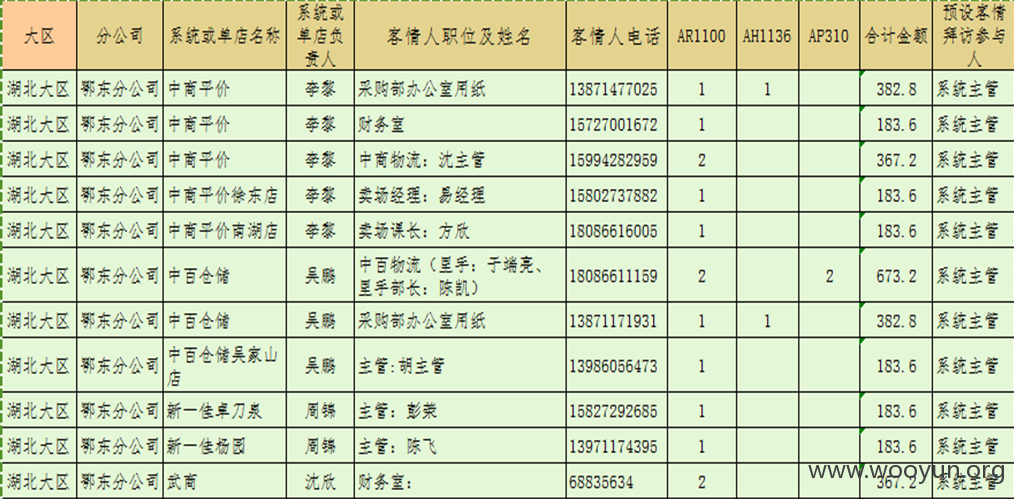 大区 分公司 系统或单店名称 系统或单店负责人 客情人职位及姓名 客情人电话 AR1100 AH1136 AP310 合计金额 预设客情拜访参与人
湖北大区 鄂东分公司 中商平价 李黎 采购部办公室用纸 13871477025 1 1 382.8 系统主管
湖北大区 鄂东分公司 中商平价 李黎 财务室 15727001672 1 183.6 系统主管
湖北大区 鄂东分公司 中商平价 李黎 中商物流：沈主管 15994282959 2 367.2 系统主管
湖北大区 鄂东分公司 中商平价徐东店 李黎 卖场经理：易经理 15802737882 1 183.6 系统主管
湖北大区 鄂东分公司 中商平价南湖店 李黎 卖场课长：方欣 18086616005 1 183.6 系统主管
湖北大区 鄂东分公司 中百仓储 吴鹏 中百物流（里乎：于端亮、里乎部长：陈凯） 18086611159 2 2 673.2 系统主管
湖北大区 鄂东分公司 中百仓储 吴鹏 采购部办公室用纸 13871171931 1 1 382.8 系统主管
湖北大区 鄂东分公司 中百仓储吴家山店 吴鹏 主管:胡主管 13986056473 1 183.6 系统主管
湖北大区 鄂东分公司 新一佳卓刀泉 周锦 主管：彭荣 15827292685 1 183.6 系统主管
湖北大区 鄂东分公司 新一佳杨园 周锦 主管：陈飞 13971174395 1 183.6 系统主管
湖北大区 鄂东分公司 武商 沈欣 财务室： 68835634 2 367.2 系统主管
www.wooyun.org